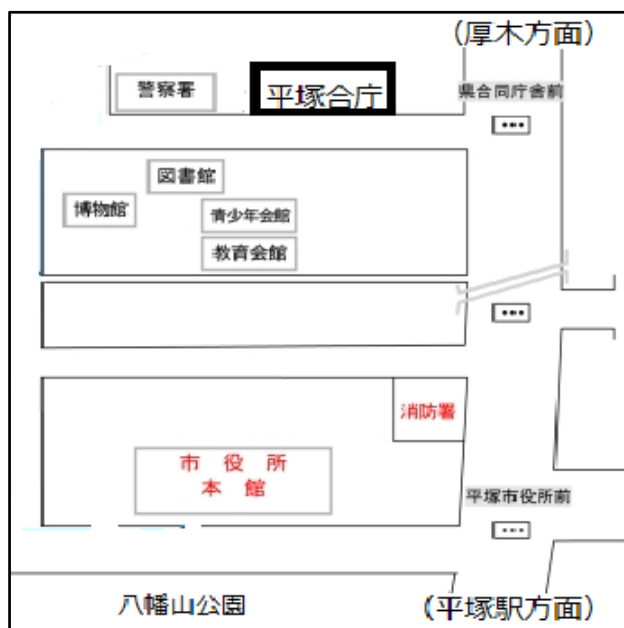 (厚木方面)
警察署
平塚合庁
県合同庁舎前
図書館
博物館
青少年会館
教育会館
消防署
市役所
本館
平塚市役所前
八幡山公園
(平塚駅方面)